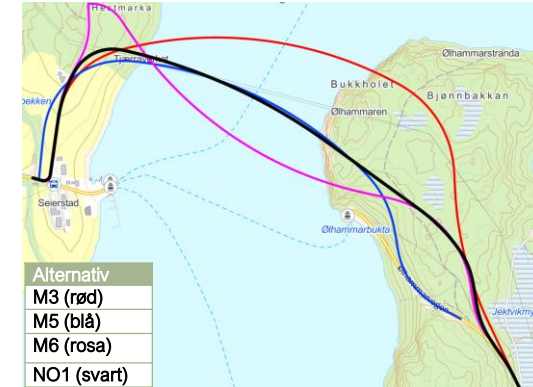 Hestmarka
Ølhammarstranda
Bukkholet
Bjønnbakkan
Ølhammaren
Seierstad
Ølhammarbukta
Jektvikmy
Alternativ
M3 (rød)
M5 (blå)
M6 (rosa)
NO1 (svart)